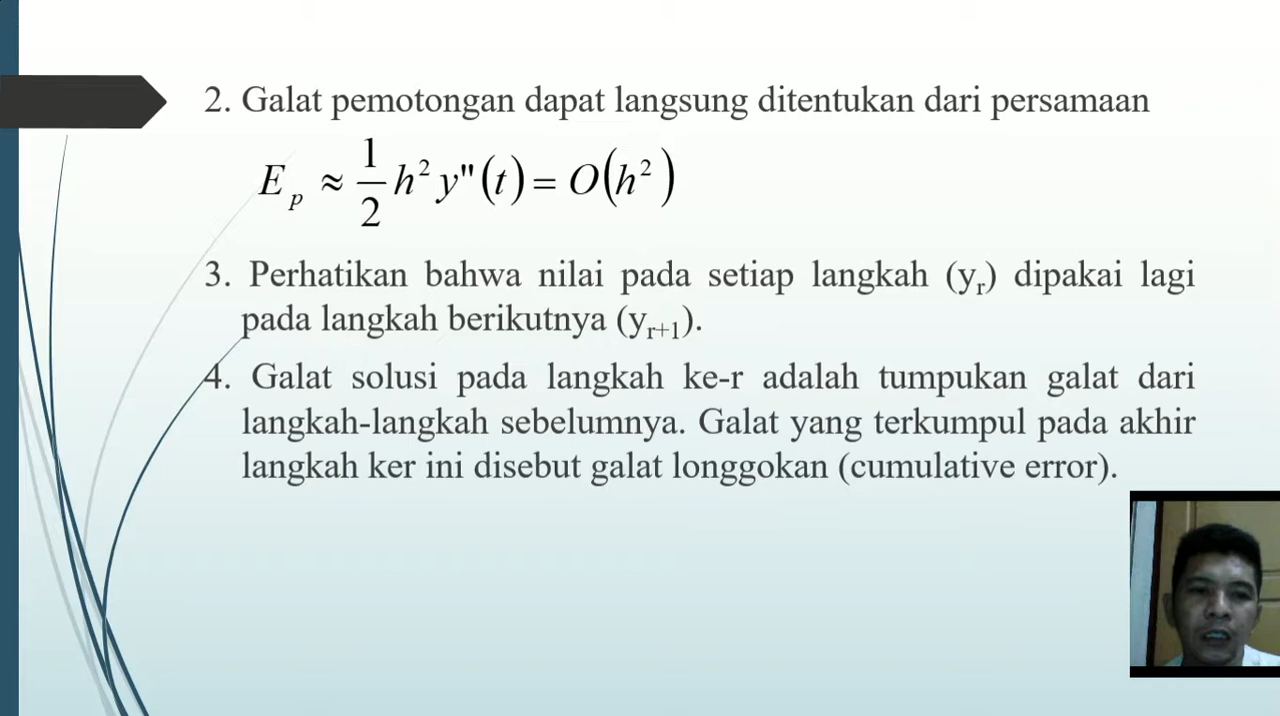 2. Galat pemotongan dapat langsung ditentukan dari persamaan
E_p ≈ \frac{1}{2} h² y"(t) = O(h²)
3. Perhatikan bahwa nilai pada setiap langkah (y_r) dipakai lagi
pada langkah berikutnya (y_{r+1}).
4. Galat solusi pada langkah ke-r adalah tumpukan galat dari
langkah-langkah sebelumnya. Galat yang terkumpul pada akhir
langkah ker ini disebut galat longgokan (cumulative error).